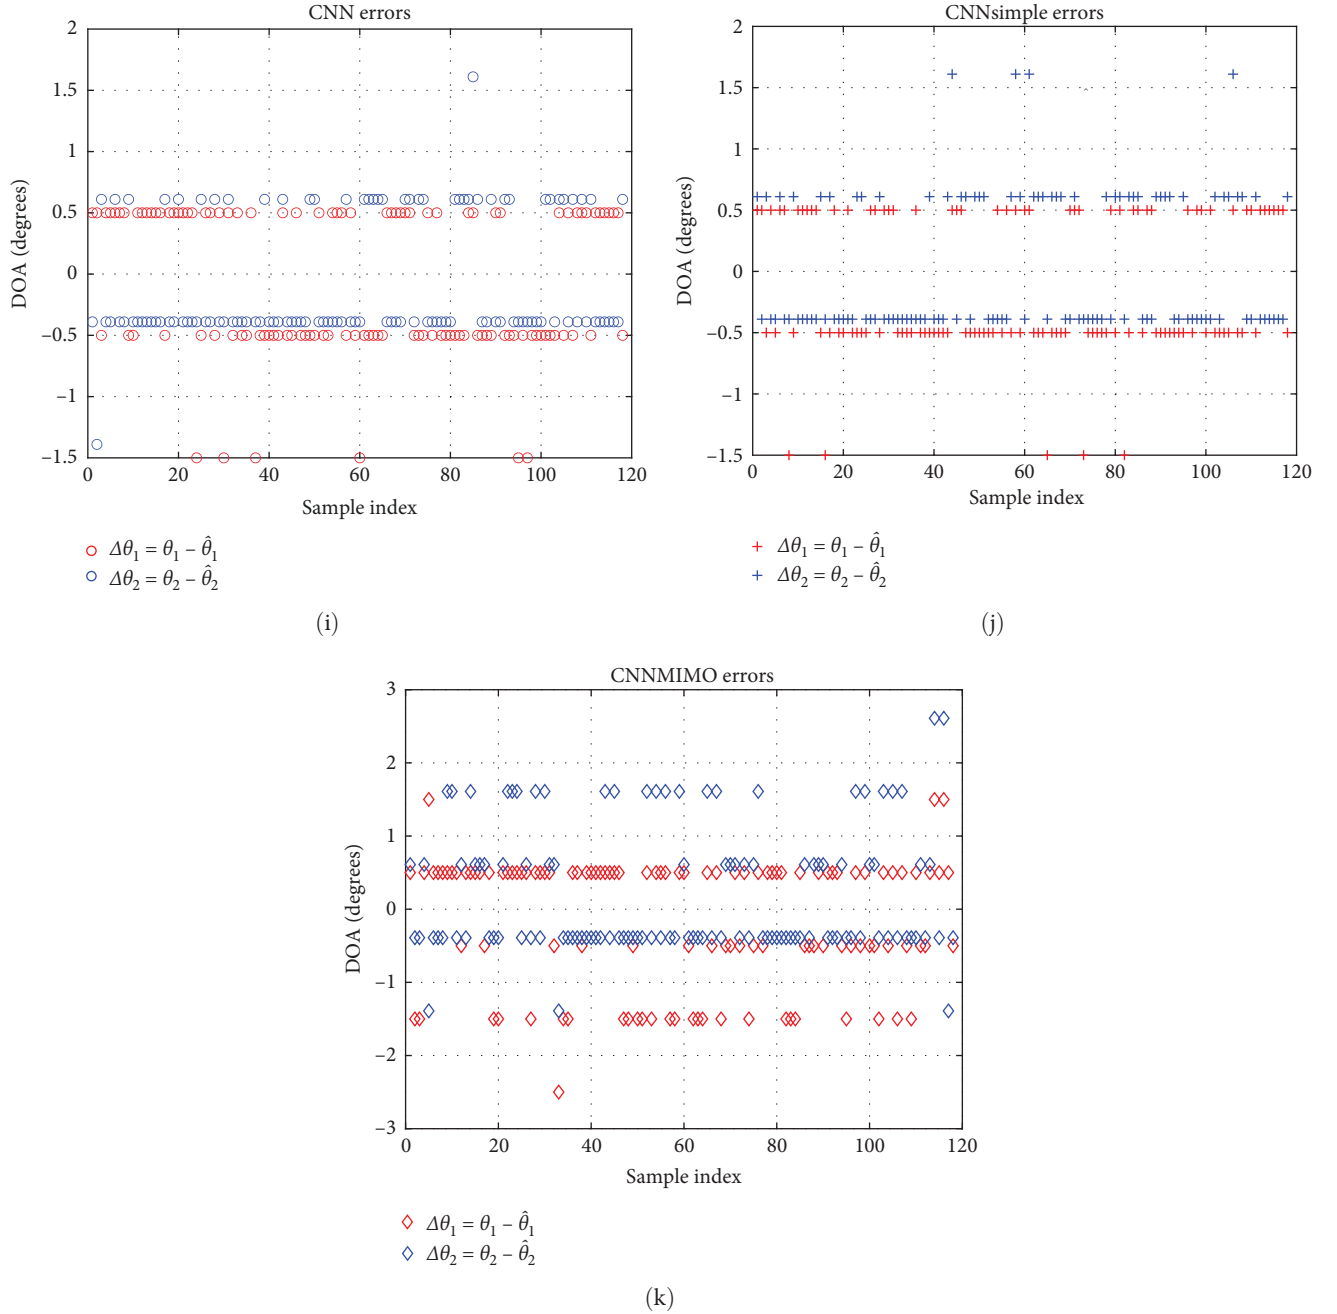 CNN errors
2
1.5
1
0.5
0
−0.5
−1
−1.5
DOA (degrees)
0 20 40 60 80 100 120
Sample index
Δθ1 = θ1 – θ̂1
Δθ2 = θ2 – θ̂2
(i)
CNNsimple errors
2
1.5
1
0.5
0
−0.5
−1
−1.5
DOA (degrees)
0 20 40 60 80 100 120
Sample index
Δθ1 = θ1 – θ̂1
Δθ2 = θ2 – θ̂2
(j)
CNNMIMO errors
3
2
1
0
−1
−2
−3
DOA (degrees)
0 20 40 60 80 100 120
Sample index
Δθ1 = θ1 – θ̂1
Δθ2 = θ2 – θ̂2
(k)